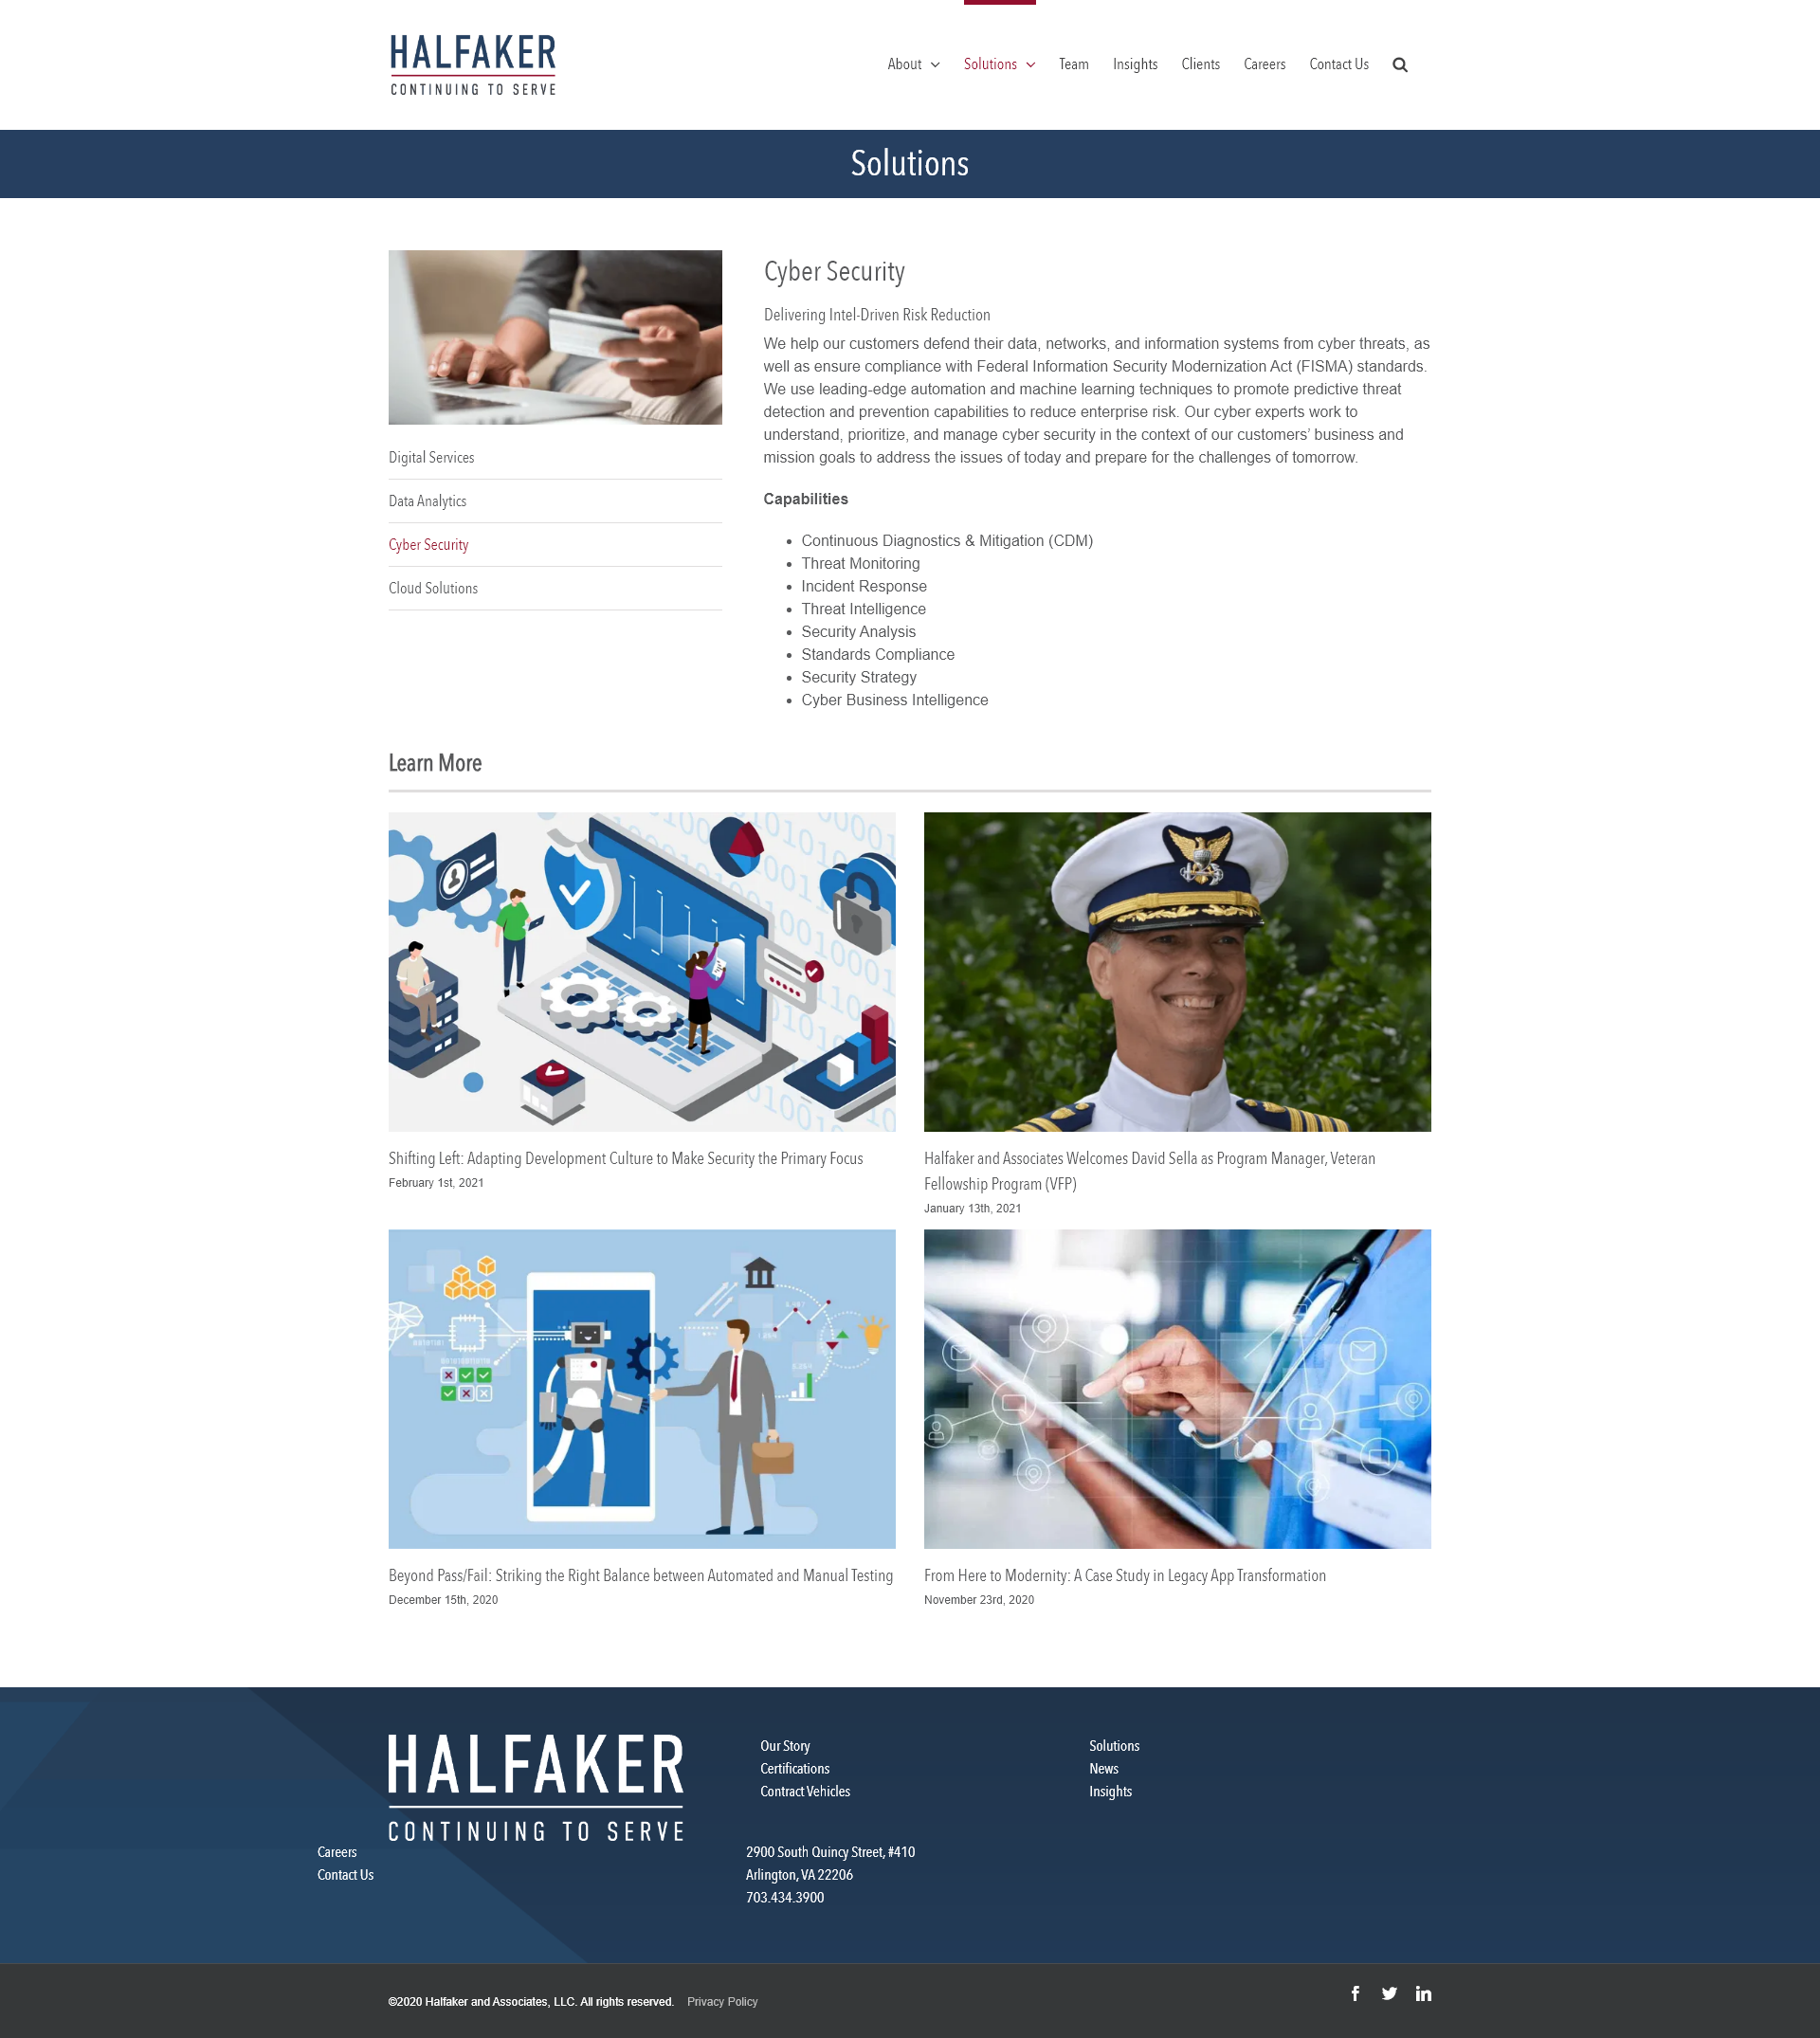 HALFAKER
CONTINUING TO SERVE
About
Solutions
Team
Insights
Clients
Careers
Contact Us
Solutions
Digital Services
Data Analytics
Cyber Security
Cloud Solutions
Cyber Security
Delivering Intel-Driven Risk Reduction
We help our customers defend their data, networks, and information systems from cyber threats, as
well as ensure compliance with Federal Information Security Modernization Act (FISMA) standards.
We use leading-edge automation and machine learning techniques to promote predictive threat
detection and prevention capabilities to reduce enterprise risk. Our cyber experts work to
understand, prioritize, and manage cyber security in the context of our customers’ business and
mission goals to address the issues of today and prepare for the challenges of tomorrow.
Capabilities
• Continuous Diagnostics & Mitigation (CDM)
• Threat Monitoring
• Incident Response
• Threat Intelligence
• Security Analysis
• Standards Compliance
• Security Strategy
• Cyber Business Intelligence
Learn More
Shifting Left: Adapting Development Culture to Make Security the Primary Focus
February 1st, 2021
Halfaker and Associates Welcomes David Sella as Program Manager, Veteran
Fellowship Program (VFP)
January 13th, 2021
Beyond Pass/Fail: Striking the Right Balance between Automated and Manual Testing
December 15th, 2020
From Here to Modernity: A Case Study in Legacy App Transformation
November 23rd, 2020
HALFAKER
CONTINUING TO SERVE
Our Story
Certifications
Contract Vehicles
Solutions
News
Insights
Careers
Contact Us
2900 South Quincy Street, #410
Arlington, VA 22206
703.434.3900
©2020 Halfaker and Associates, LLC. All rights reserved. Privacy Policy